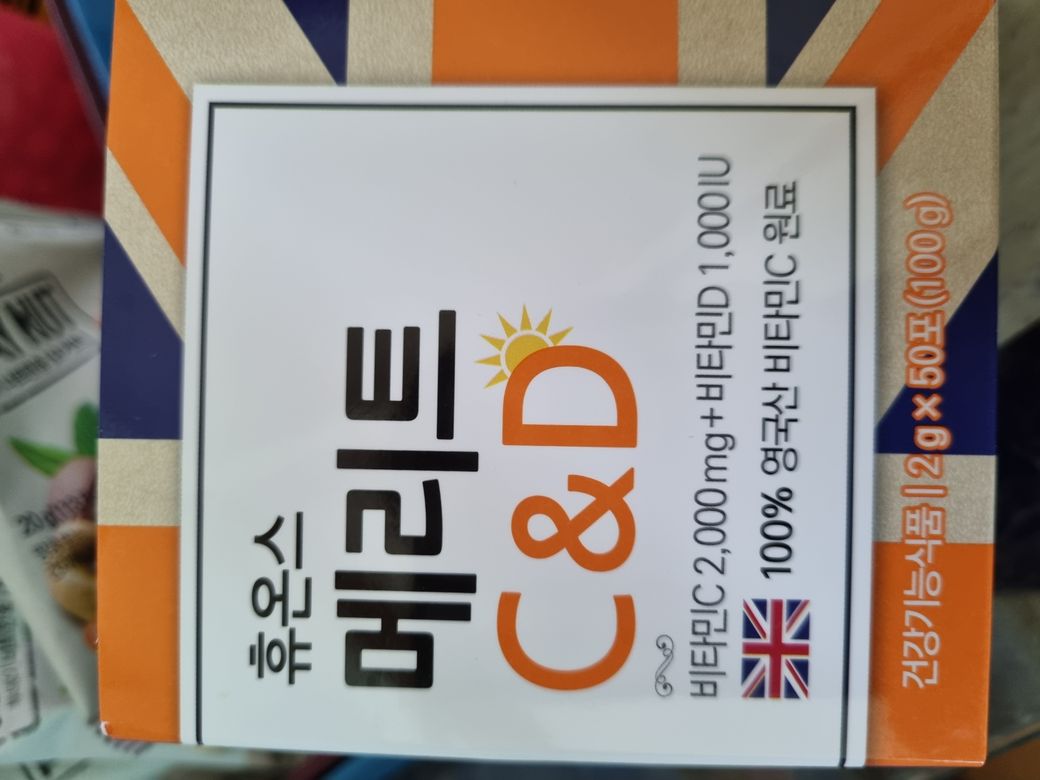 휴온스
메리트
C&D
비타민C 2,000mg+비타민D 1,000IU
100% 영국산 비타민C 원료
건강기능식품 | 2g × 50포(100g)